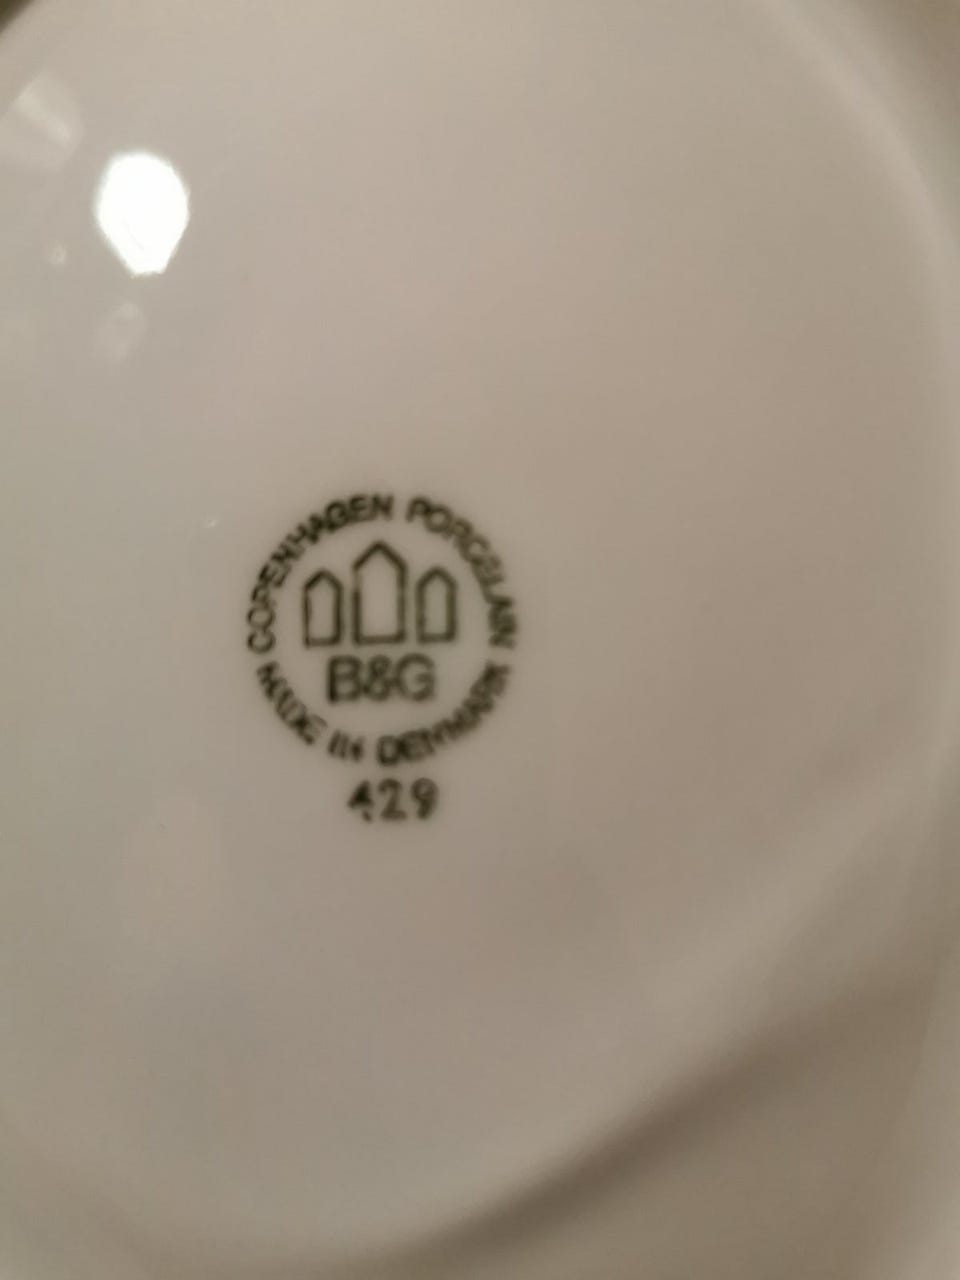 COPENHAGEN PORCELAIN
B&G
MADE IN DENMARK
429